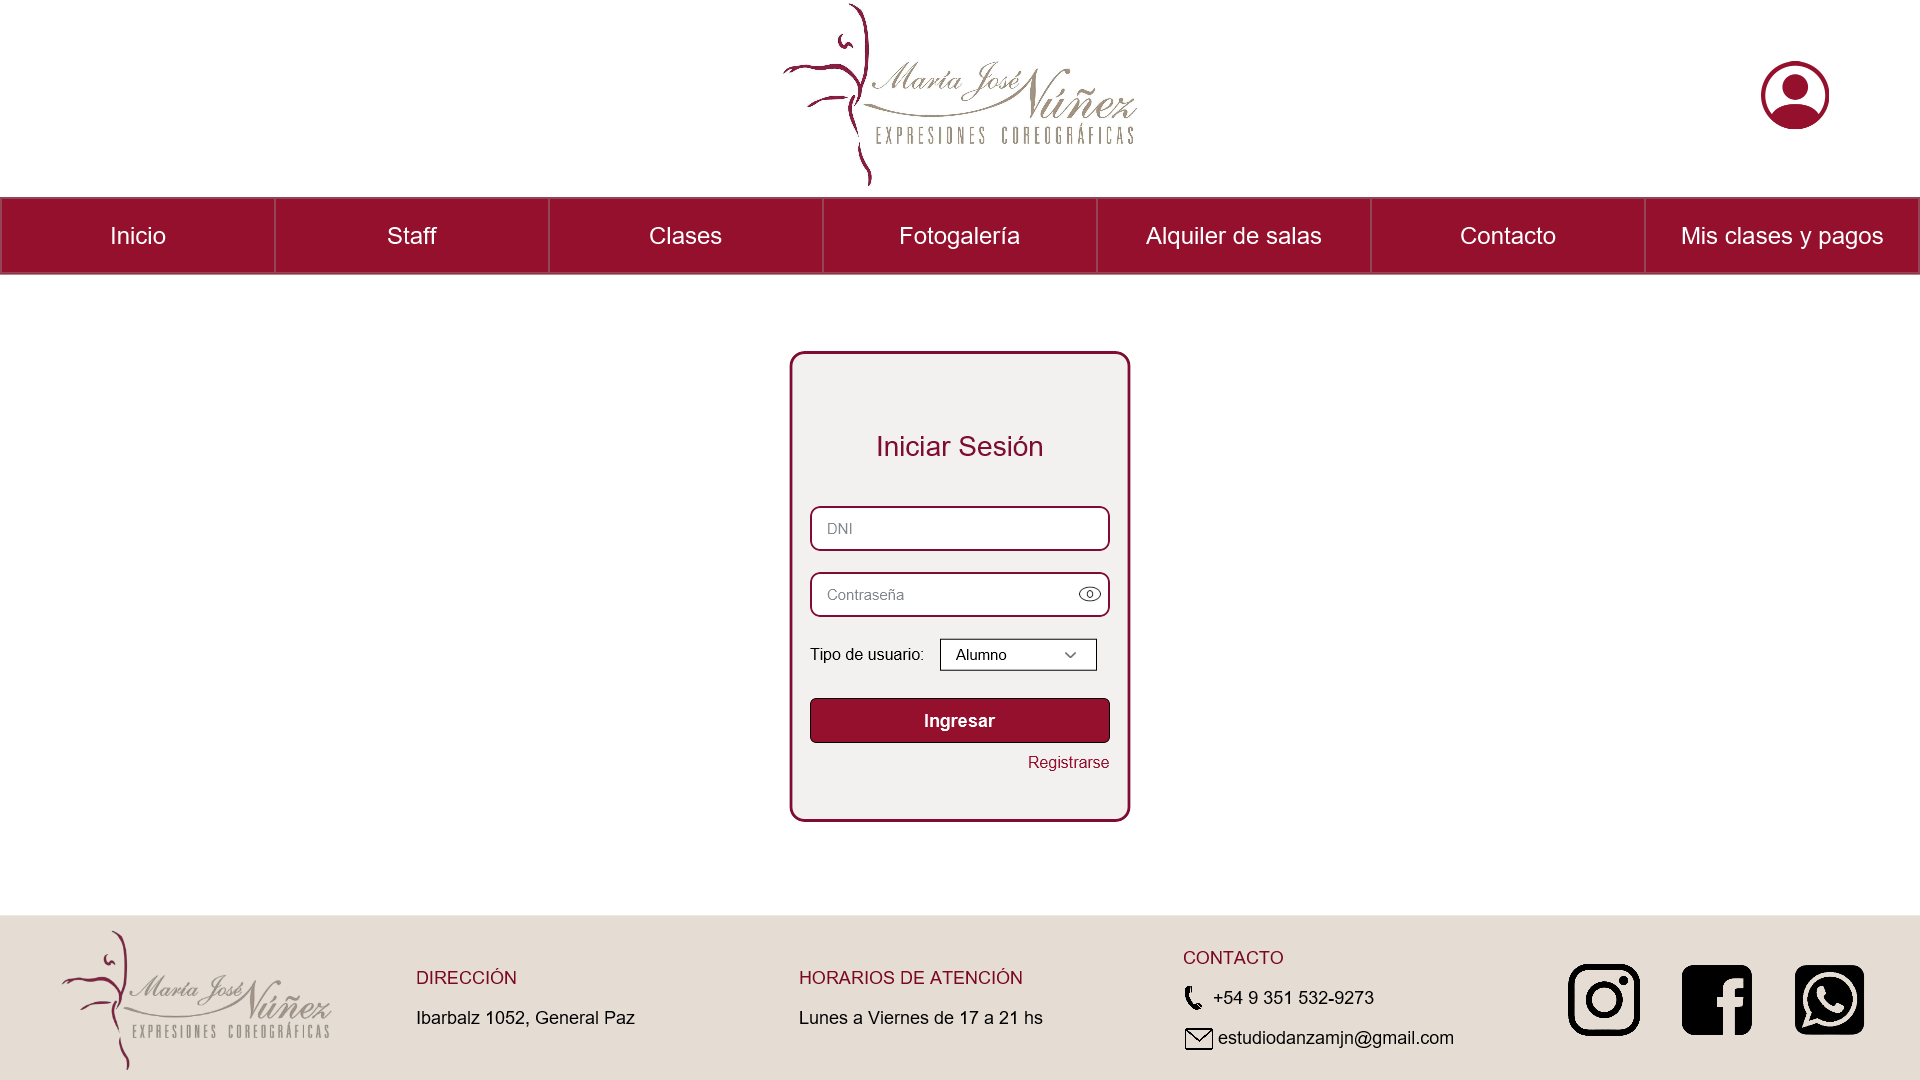 María José Núñez
EXPRESIONES COREOGRÁFICAS
Inicio
Staff
Clases
Fotogalería
Alquiler de salas
Contacto
Mis clases y pagos
Iniciar Sesión
DNI
Contraseña
Tipo de usuario: Alumno
Ingresar
Registrarse
María José Núñez
EXPRESIONES COREOGRÁFICAS
DIRECCIÓN
Ibarbalz 1052, General Paz
HORARIOS DE ATENCIÓN
Lunes a Viernes de 17 a 21 hs
CONTACTO
+54 9 351 532-9273
estudiodanzamjn@gmail.com